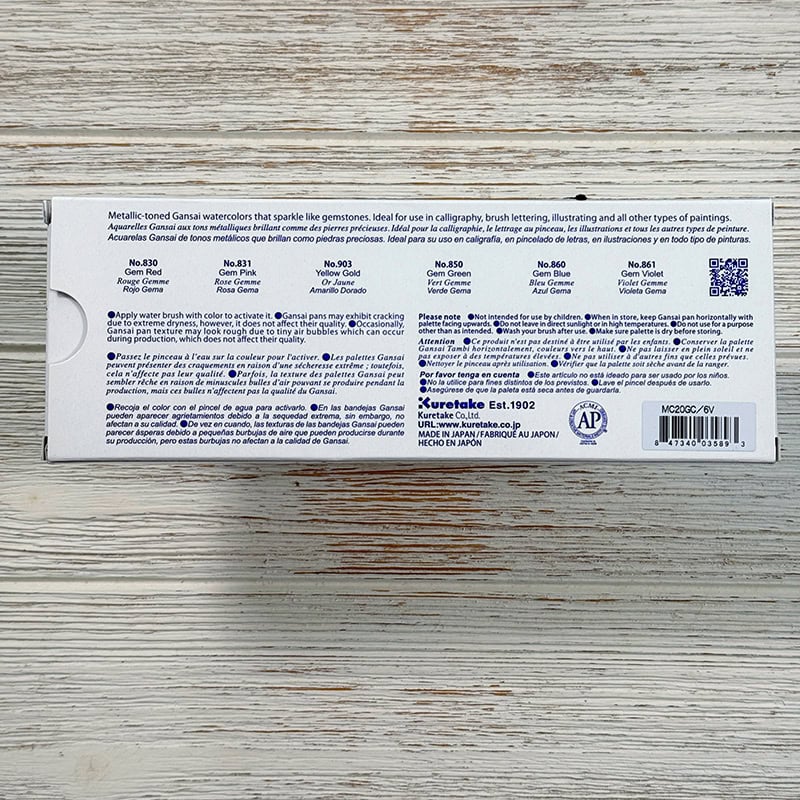 Metallic-toned Gansai watercolors that sparkle like gemstones. Ideal for use in calligraphy, brush lettering, illustrating and all other types of paintings.
Aquarelles Gansai aux tons métalliques brillant comme des pierres précieuses. Idéal pour la calligraphie, le lettrage au pinceau, les illustrations et tous les autres types de peinture.
Acuarelas Gansai de tonos metálicos que brillan como piedras preciosas. Ideal para su uso en caligrafía, en pincelado de letras, en ilustraciones y en todo tipo de pinturas.
No.830 No.831 No.903 No.850 No.860 No.861
Gem Red Gem Pink Yellow Gold Gem Green Gem Blue Gem Violet
Rouge Gemme Rose Gemme Or Jaune Vert Gemme Bleu Gemme Violet Gemme
Rojo Gema Rosa Gema Amarillo Dorado Verde Gema Azul Gema Violeta Gema
●Apply water brush with color to activate it. ●Gansai pans may exhibit cracking
due to extreme dryness, however, it does not affect their quality. ●Occasionally,
Gansai pan texture may look rough due to tiny air bubbles which can occur
during production, which does not affect their quality.
●Passez le pinceau à l'eau sur la couleur pour l'activer. ●Les palettes Gansai
peuvent présenter des craquements en raison d'une sécheresse extrême ; toutefois,
cela n'affecte pas leur qualité. ●Parfois, la texture des palettes Gansai peut
sembler rêche en raison de minuscules bulles d'air pouvant se produire pendant la
production, mais ces bulles n'affectent pas la qualité du Gansai.
●Recoja el color con el pincel de agua para activarlo. ●En las bandejas Gansai
pueden aparecer agrietamientos debido a la sequedad extrema, sin embargo, no
afectan a su calidad. ●De vez en cuando, las texturas de las bandejas Gansai pueden
parecer ásperas debido a pequeñas burbujas de aire que pueden producirse durante
su producción, pero estas burbujas no afectan a la calidad de Gansai.
Please note ●Not intended for use by children. ●When in store, keep Gansai pan horizontally with
palette facing upwards. ●Do not leave in direct sunlight or in high temperatures. ●Do not use for a purpose
other than as intended. ●Wash your brush after use. ●Make sure palette is dry before storing.
Attention ●Ce produit n'est pas destiné à être utilisé par les enfants. ●Conservez la palette
Gansai Tambi horizontalement, couleurs vers le haut. ●Ne pas laisser en plein soleil et ne
pas exposer à des températures élevées. ●Ne pas utiliser à d'autres fins que celles prévues.
●Nettoyer le pinceau après utilisation. ●Vérifier que la palette soit sèche avant de la ranger.
Por favor tenga en cuenta ●Este artículo no está ideado para ser usado por los niños.
●No la utilice para fines distintos de los previstos. ●Lave el pincel después de usarlo.
●Asegúrese de que la paleta está seca antes de guardarla.
Kuretake Est.1902
Kuretake Co.,Ltd.
URL:www.kuretake.co.jp
MADE IN JAPAN / FABRIQUÉ AU JAPON /
HECHO EN JAPÓN
ACMI
AP
MC20GC/6V
8 47340 03589 3